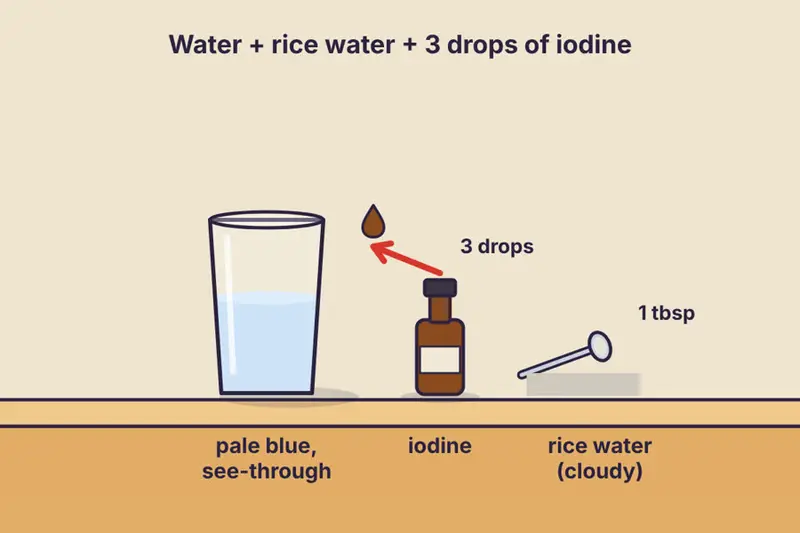 Water + rice water + 3 drops of iodine
3 drops
1 tbsp
pale blue,
see-through
iodine
rice water
(cloudy)